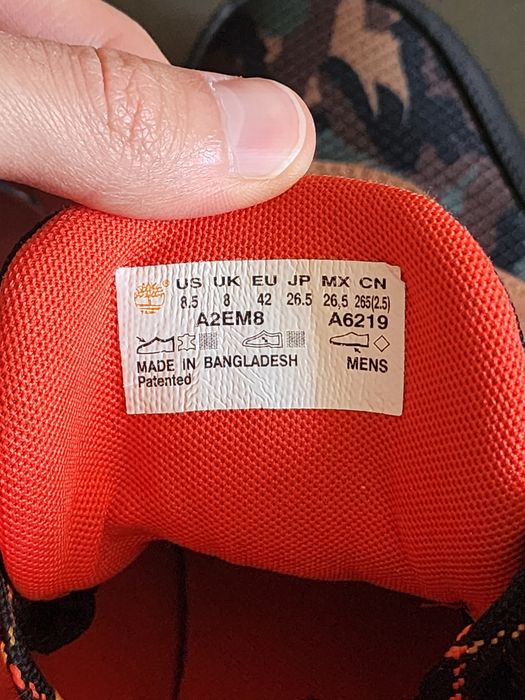 US UK EU JP MX CN
8.5 8 42 26.5 26,5 265(2.5)
A2EM8 A6219
MADE IN BANGLADESH MENS
Patented